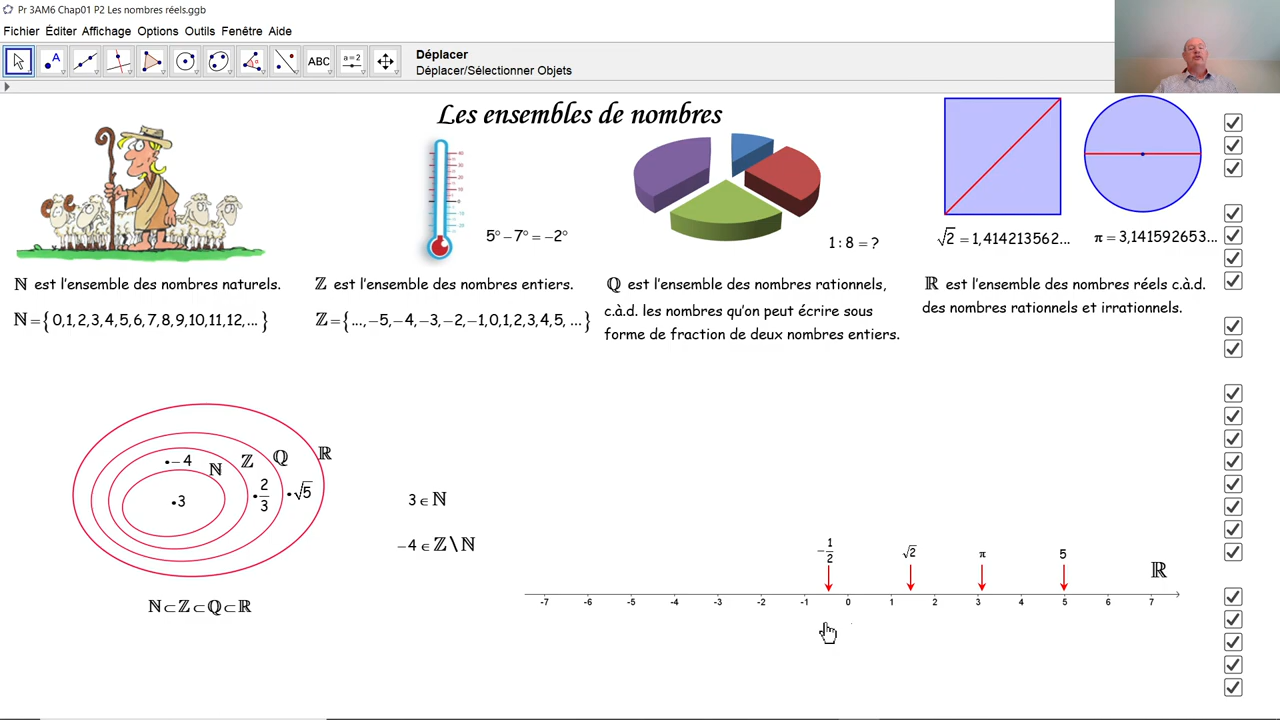 Pr 3AM6 Chap01 P2 Les nombres réels.ggb
Fichier Éditer Affichage Options Outils Fenêtre Aide
A ABC a=2
Déplacer
Déplacer/Sélectionner Objets
Les ensembles de nombres
5° − 7° = −2°
1 : 8 = ?
√2 = 1,414213562...
π = 3,141592653...
ℕ est l'ensemble des nombres naturels.
ℕ = { 0,1,2,3,4,5,6,7,8,9,10,11,12,... }
ℤ est l'ensemble des nombres entiers.
ℤ = { ..., −5, −4, −3, −2, −1, 0, 1, 2, 3, 4, 5, ... }
ℚ est l'ensemble des nombres rationnels,
c.à.d. les nombres qu'on peut écrire sous
forme de fraction de deux nombres entiers.
ℝ est l'ensemble des nombres réels c.à.d.
des nombres rationnels et irrationnels.
ℕ ℤ ℚ ℝ
•−4
•3
•2/3
•√5
ℕ ⊂ ℤ ⊂ ℚ ⊂ ℝ
3 ∈ ℕ
−4 ∈ ℤ \ ℕ
−1/2 √2 π 5 ℝ
-7 -6 -5 -4 -3 -2 -1 0 1 2 3 4 5 6 7